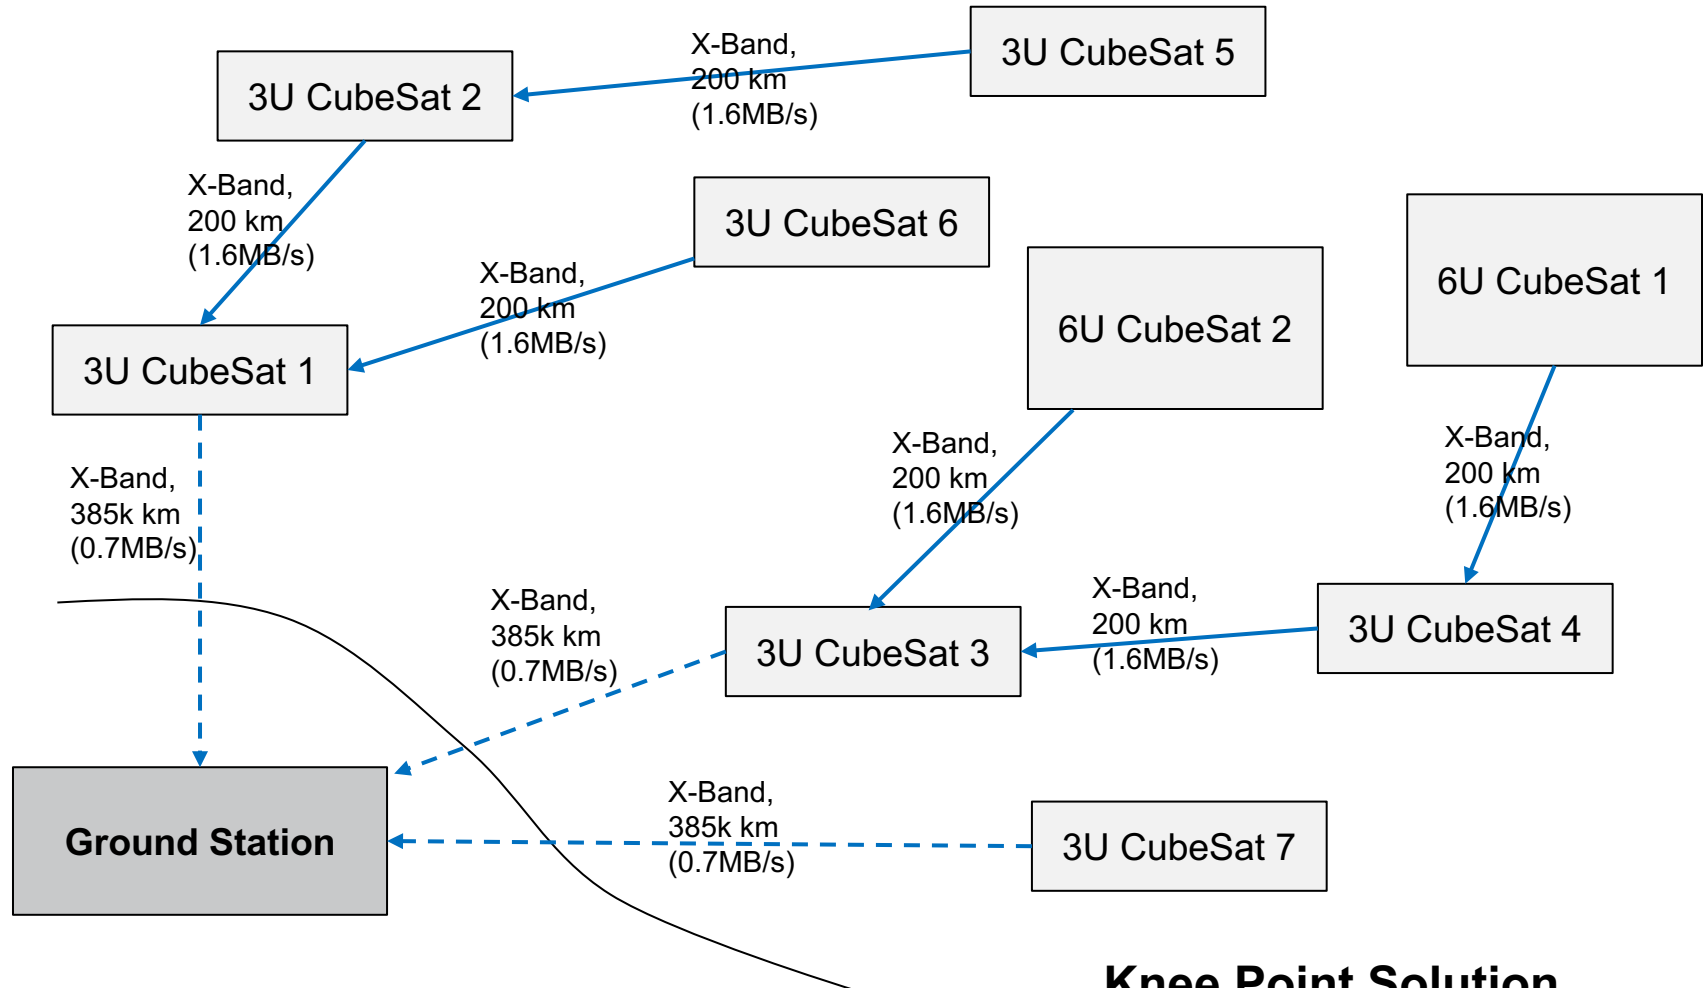 3U CubeSat 5
X-Band,
200 km
(1.6MB/s)
3U CubeSat 2
X-Band,
200 km
(1.6MB/s)
3U CubeSat 6
X-Band,
200 km
(1.6MB/s)
6U CubeSat 1
6U CubeSat 2
3U CubeSat 1
X-Band,
200 km
(1.6MB/s)
X-Band,
200 km
(1.6MB/s)
X-Band,
385k km
(0.7MB/s)
X-Band,
385k km
(0.7MB/s)
X-Band,
200 km
(1.6MB/s)
3U CubeSat 4
3U CubeSat 3
X-Band,
385k km
(0.7MB/s)
Ground Station
3U CubeSat 7
Knee Point Solution